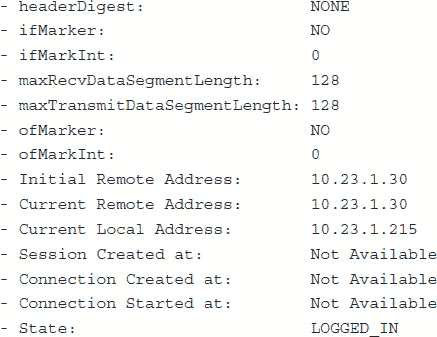 - headerDigest: NONE
- ifMarker: NO
- ifMarkInt: 0
- maxRecvDataSegmentLength: 128
- maxTransmitDataSegmentLength: 128
- ofMarker: NO
- ofMarkInt: 0
- Initial Remote Address: 10.23.1.30
- Current Remote Address: 10.23.1.30
- Current Local Address: 10.23.1.215
- Session Created at: Not Available
- Connection Created at: Not Available
- Connection Started at: Not Available
- State: LOGGED_IN